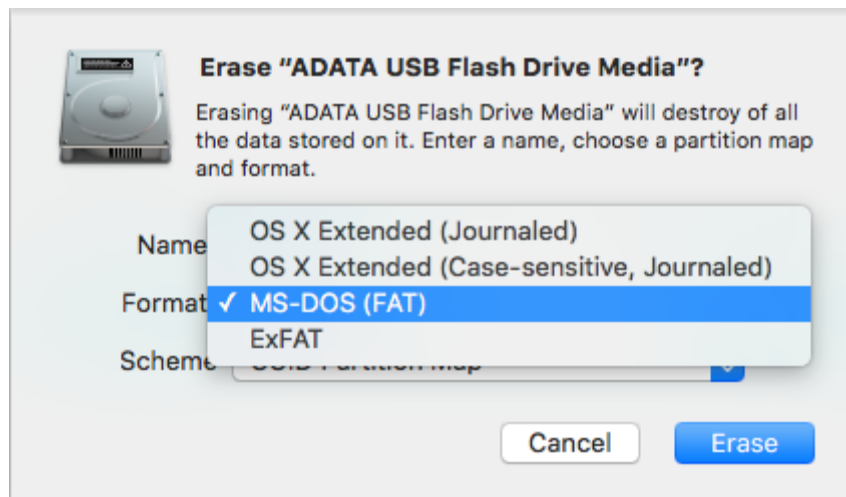 Erase “ADATA USB Flash Drive Media”?
Erasing “ADATA USB Flash Drive Media” will destroy of all
the data stored on it. Enter a name, choose a partition map
and format.
Name
OS X Extended (Journaled)
OS X Extended (Case-sensitive, Journaled)
Format ✓ MS-DOS (FAT)
ExFAT
Scheme Partition Map
Cancel Erase